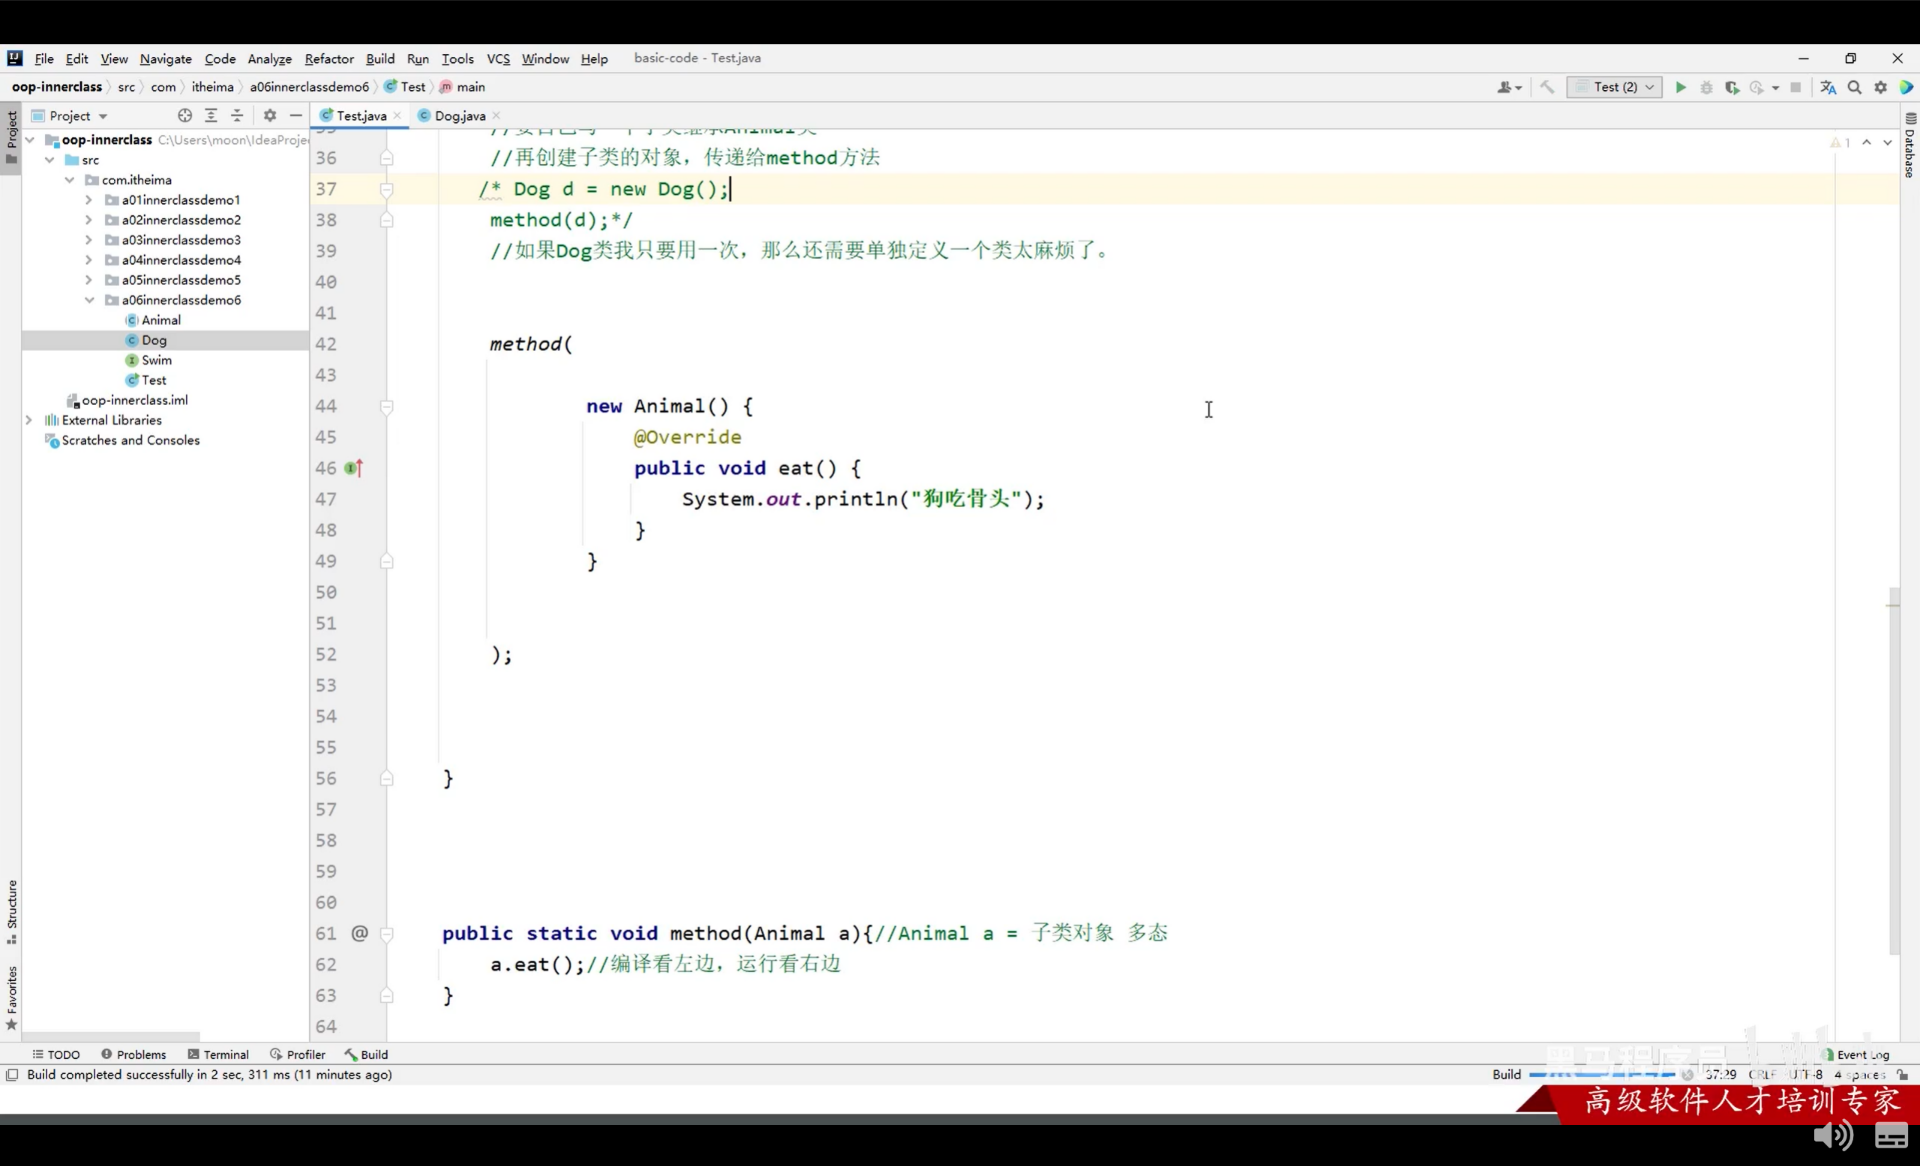 File Edit View Navigate Code Analyze Refactor Build Run Tools VCS Window Help basic-code - Test.java
oop-innerclass src com itheima a06innerclassdemo6 Test main
Test (2)
Project
Test.java
Dog.java
Project
oop-innerclass C:\Users\moon\IdeaProje
src
com.itheima
a01innerclassdemo1
a02innerclassdemo2
a03innerclassdemo3
a04innerclassdemo4
a05innerclassdemo5
a06innerclassdemo6
Animal
Dog
Swim
Test
oop-innerclass.iml
External Libraries
Scratches and Consoles
Structure
Favorites
Database
1
36 //再创建子类的对象，传递给method方法
37 /* Dog d = new Dog();
38 method(d);*/
39 //如果Dog类我只要用一次，那么还需要单独定义一个类太麻烦了。
40
41
42 method(
43
44 new Animal() {
45 @Override
46 public void eat() {
47 System.out.println("狗吃骨头");
48 }
49 }
50
51
52 );
53
54
55
56 }
57
58
59
60
61 @ public static void method(Animal a){//Animal a = 子类对象 多态
62 a.eat();//编译看左边，运行看右边
63 }
64
TODO Problems Terminal Profiler Build Event Log
Build completed successfully in 2 sec, 311 ms (11 minutes ago) Build 37:29 CRLF UTF-8 4 spaces
黑马程序员
高级软件人才培训专家